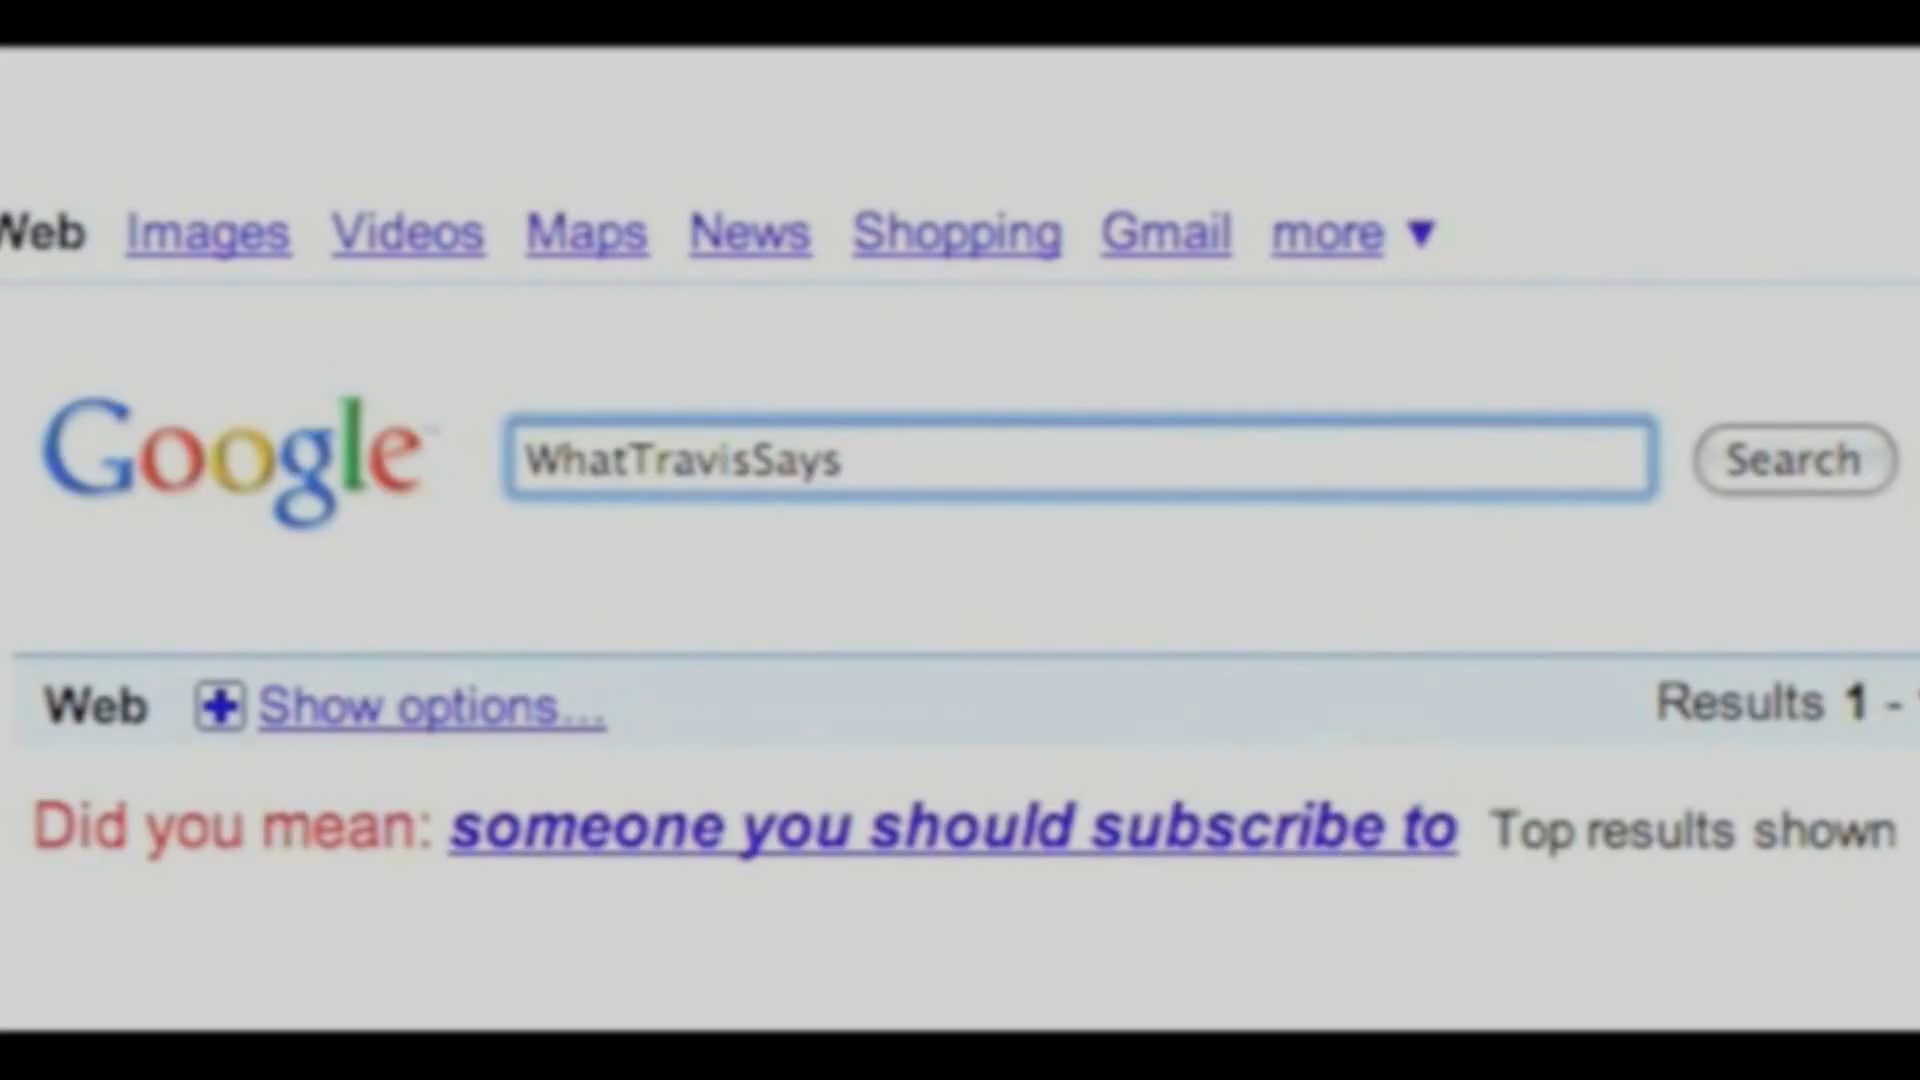 Web Images Videos Maps News Shopping Gmail more ▼
Google WhatTravisSays Search
Web + Show options... Results 1 -
Did you mean: someone you should subscribe to Top results shown